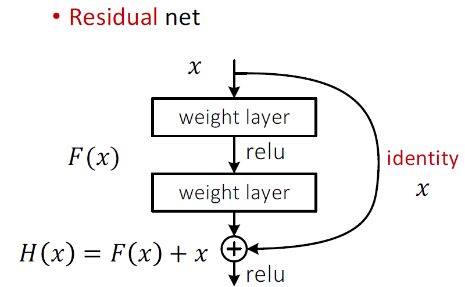 • Residual net
x
weight layer
relu
F(x)
identity
x
weight layer
H(x) = F(x) + x
+
relu